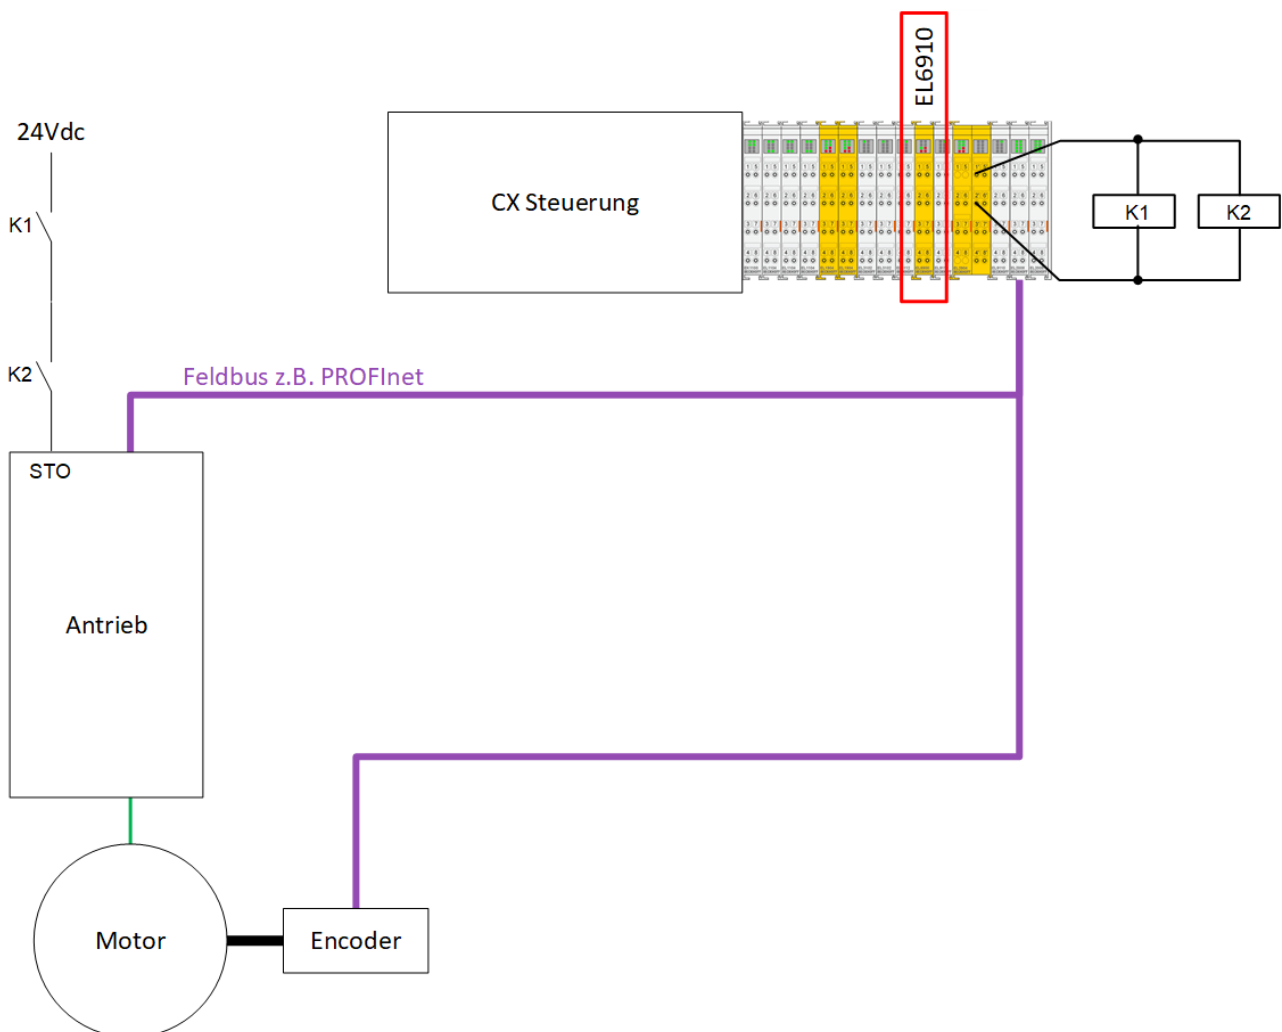 EL6910
24Vdc
CX Steuerung
K1
K1
K2
K2
Feldbus z.B. PROFInet
STO
Antrieb
Motor
Encoder